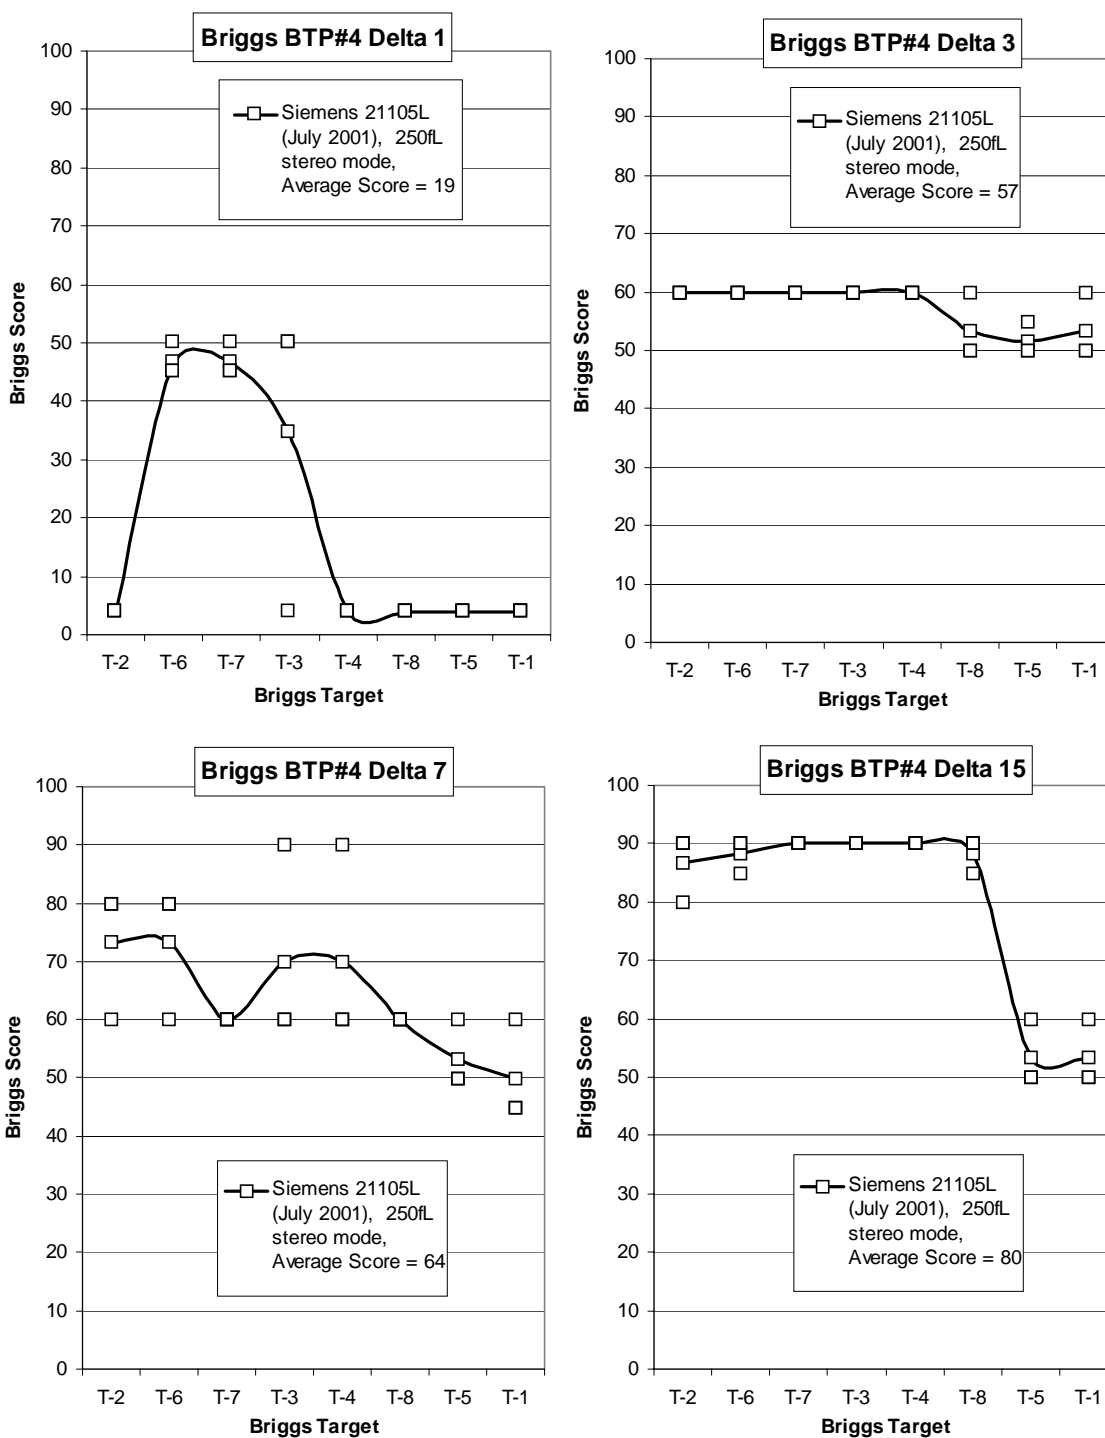 Briggs BTP#4 Delta 1
100
90
80
70
60
50
40
30
20
10
0
Briggs Score
Siemens 21105L
(July 2001), 250fL
stereo mode,
Average Score = 19
T-2 T-6 T-7 T-3 T-4 T-8 T-5 T-1
Briggs Target
Briggs BTP#4 Delta 3
100
90
80
70
60
50
40
30
20
10
0
Briggs Score
Siemens 21105L
(July 2001), 250fL
stereo mode,
Average Score = 57
T-2 T-6 T-7 T-3 T-4 T-8 T-5 T-1
Briggs Target
Briggs BTP#4 Delta 7
100
90
80
70
60
50
40
30
20
10
0
Briggs Score
Siemens 21105L
(July 2001), 250fL
stereo mode,
Average Score = 64
T-2 T-6 T-7 T-3 T-4 T-8 T-5 T-1
Briggs Target
Briggs BTP#4 Delta 15
100
90
80
70
60
50
40
30
20
10
0
Briggs Score
Siemens 21105L
(July 2001), 250fL
stereo mode,
Average Score = 80
T-2 T-6 T-7 T-3 T-4 T-8 T-5 T-1
Briggs Target